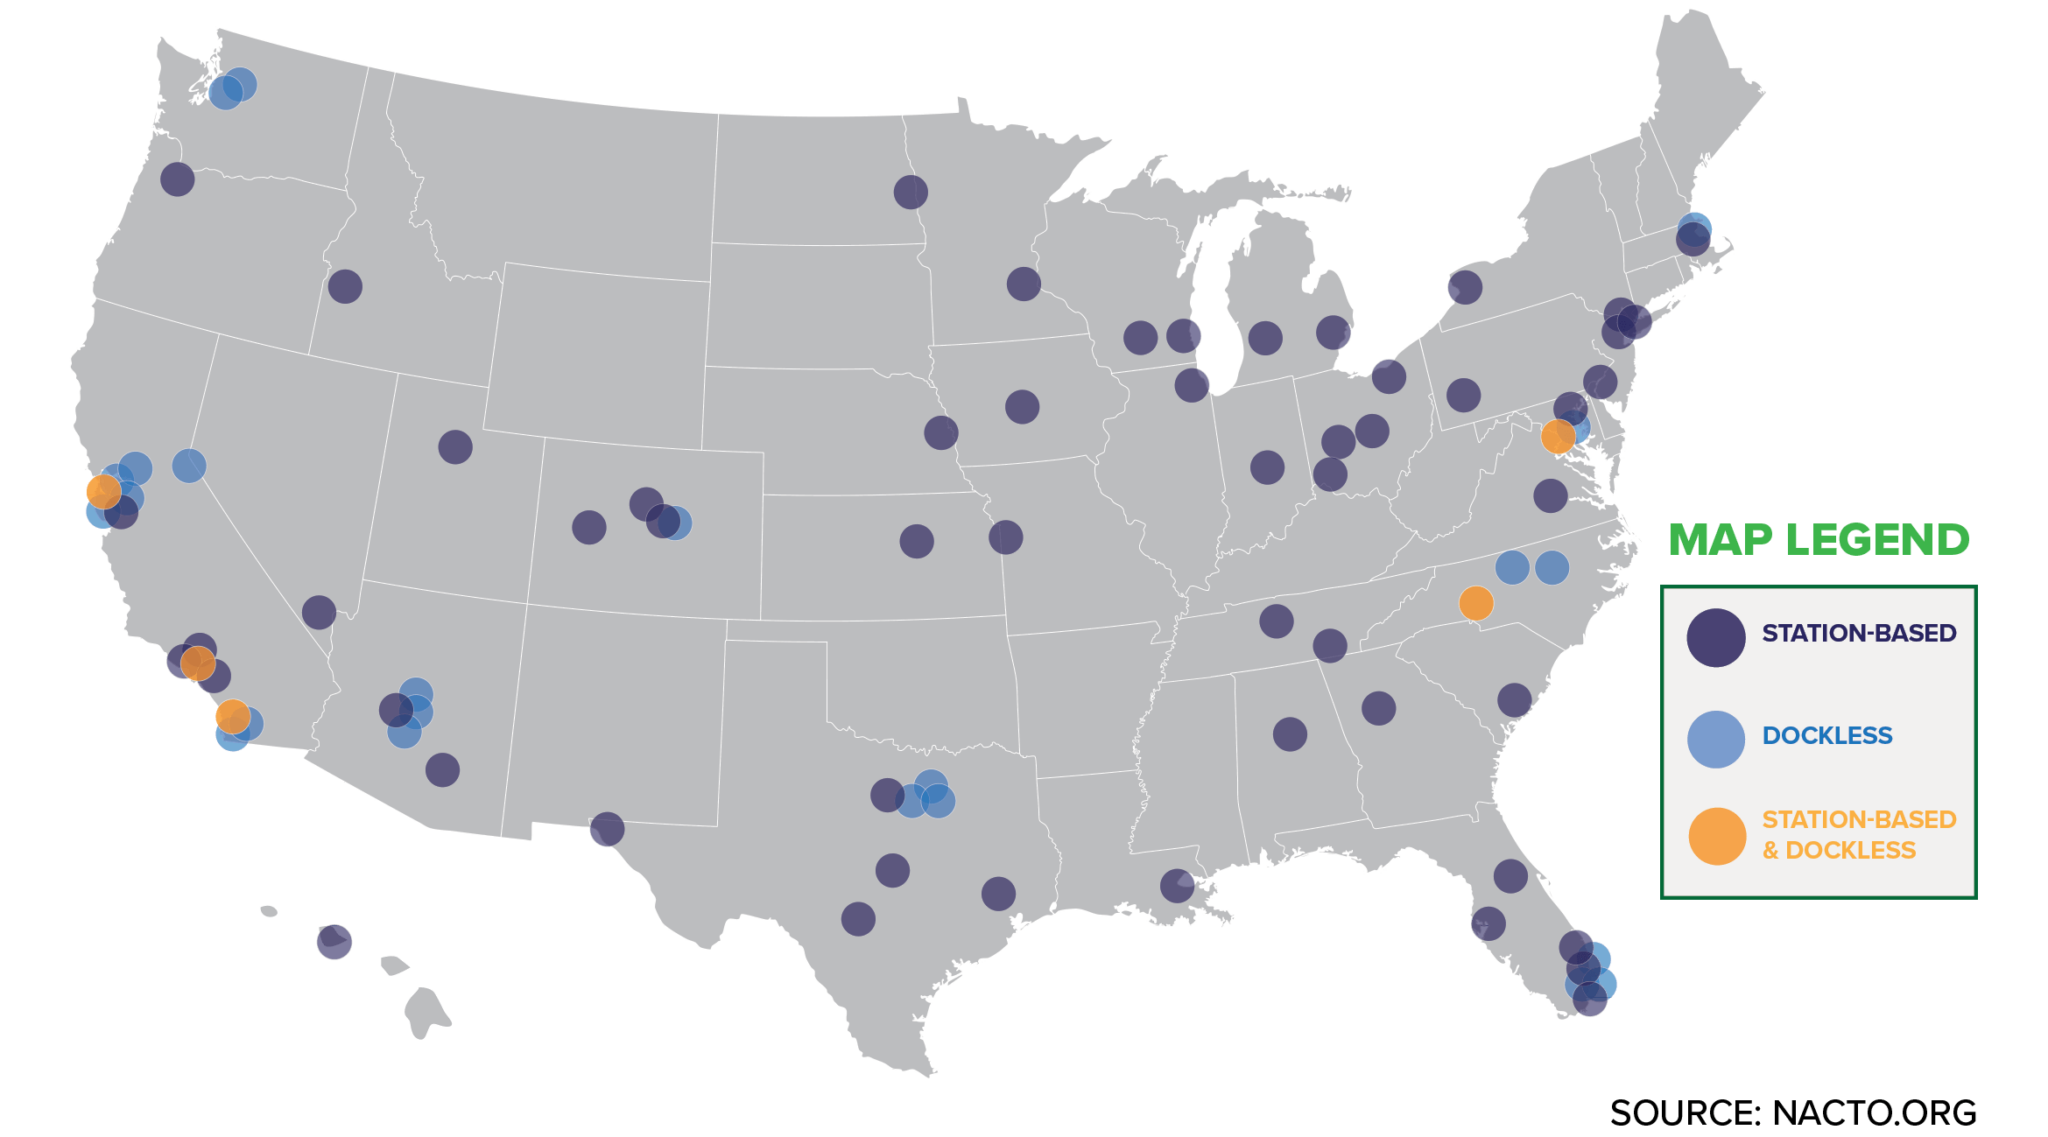 MAP LEGEND
STATION-BASED
DOCKLESS
STATION-BASED
& DOCKLESS
SOURCE: NACTO.ORG